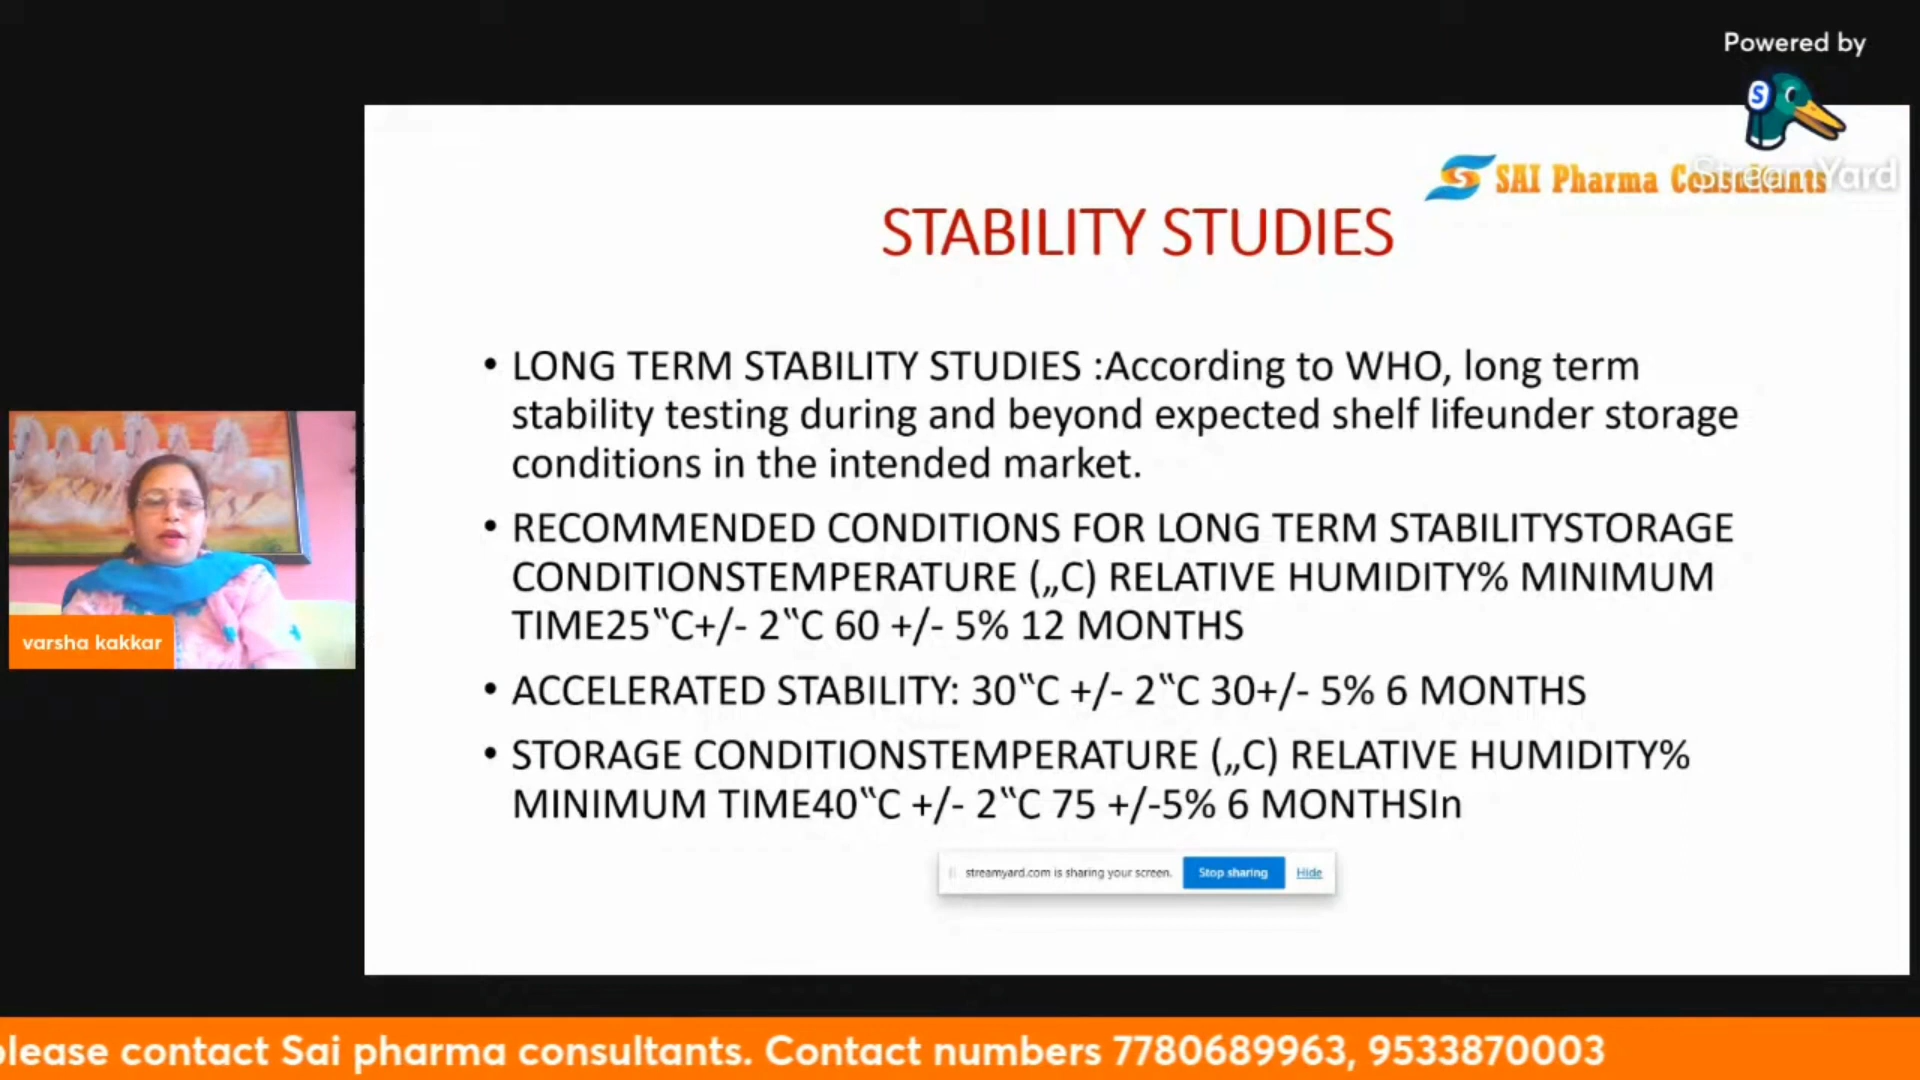 Powered by
StreamYard
SAI Pharma Consultants
STABILITY STUDIES
• LONG TERM STABILITY STUDIES :According to WHO, long term
stability testing during and beyond expected shelf lifeunder storage
conditions in the intended market.
• RECOMMENDED CONDITIONS FOR LONG TERM STABILITYSTORAGE
CONDITIONSTEMPERATURE („C) RELATIVE HUMIDITY% MINIMUM
TIME25‟C+/- 2‟C 60 +/- 5% 12 MONTHS
• ACCELERATED STABILITY: 30‟C +/- 2‟C 30+/- 5% 6 MONTHS
• STORAGE CONDITIONSTEMPERATURE („C) RELATIVE HUMIDITY%
MINIMUM TIME40‟C +/- 2‟C 75 +/-5% 6 MONTHSIn
streamyard.com is sharing your screen. Stop sharing Hide
varsha kakkar
please contact Sai pharma consultants. Contact numbers 7780689963, 9533870003